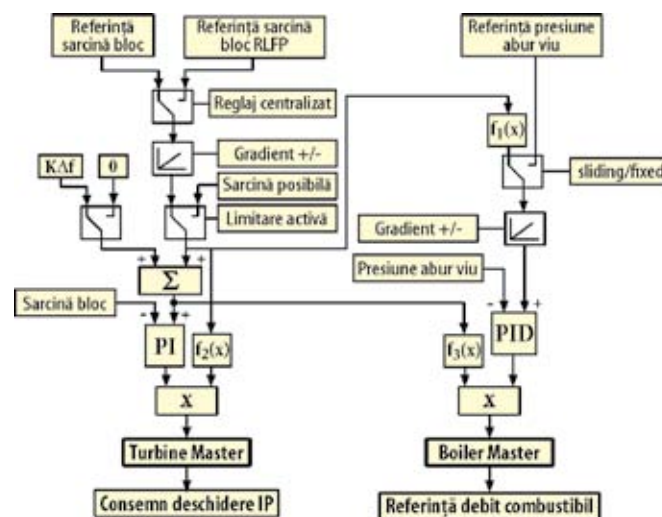 Referință
sarcină bloc
Referință sarcină
bloc RLFP
Referință presiune
abur viu
Reglaj centralizat
f1(x)
Gradient +/-
sliding/fixed
KΔf
0
Sarcină posibilă
Limitare activă
Gradient +/-
+
+
Σ
Presiune abur viu
Sarcină bloc
-
+
-
+
PI
f2(x)
f3(x)
PID
X
X
Turbine Master
Boiler Master
Consemn deschidere IP
Referință debit combustibil